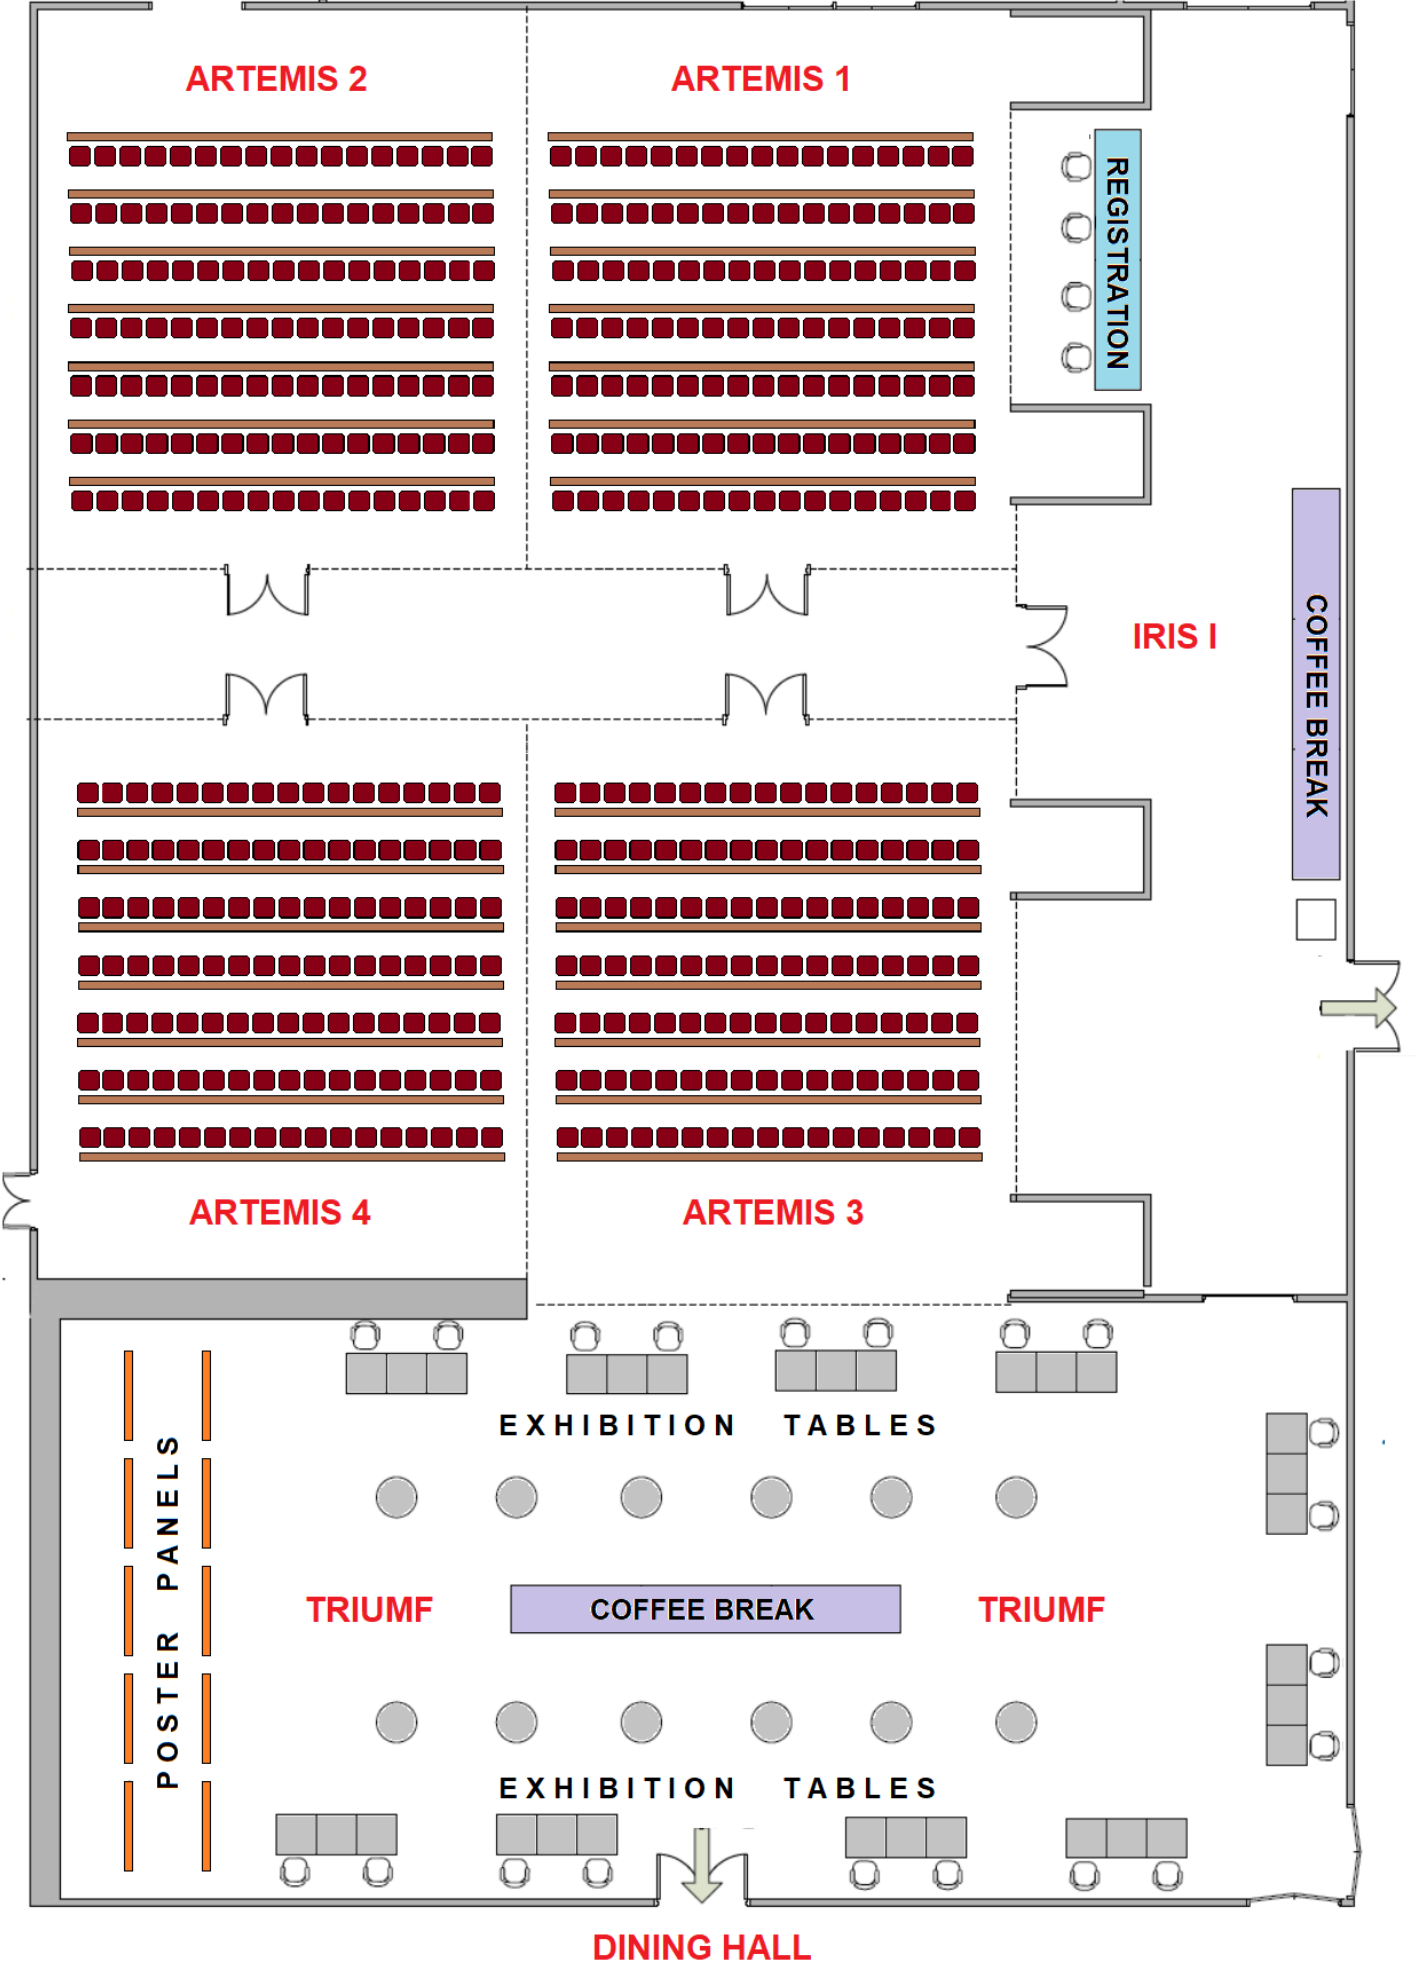 ARTEMIS 2
ARTEMIS 1
REGISTRATION
IRIS I
COFFEE BREAK
ARTEMIS 4
ARTEMIS 3
EXHIBITION TABLES
POSTER PANELS
TRIUMF
COFFEE BREAK
TRIUMF
EXHIBITION TABLES
DINING HALL